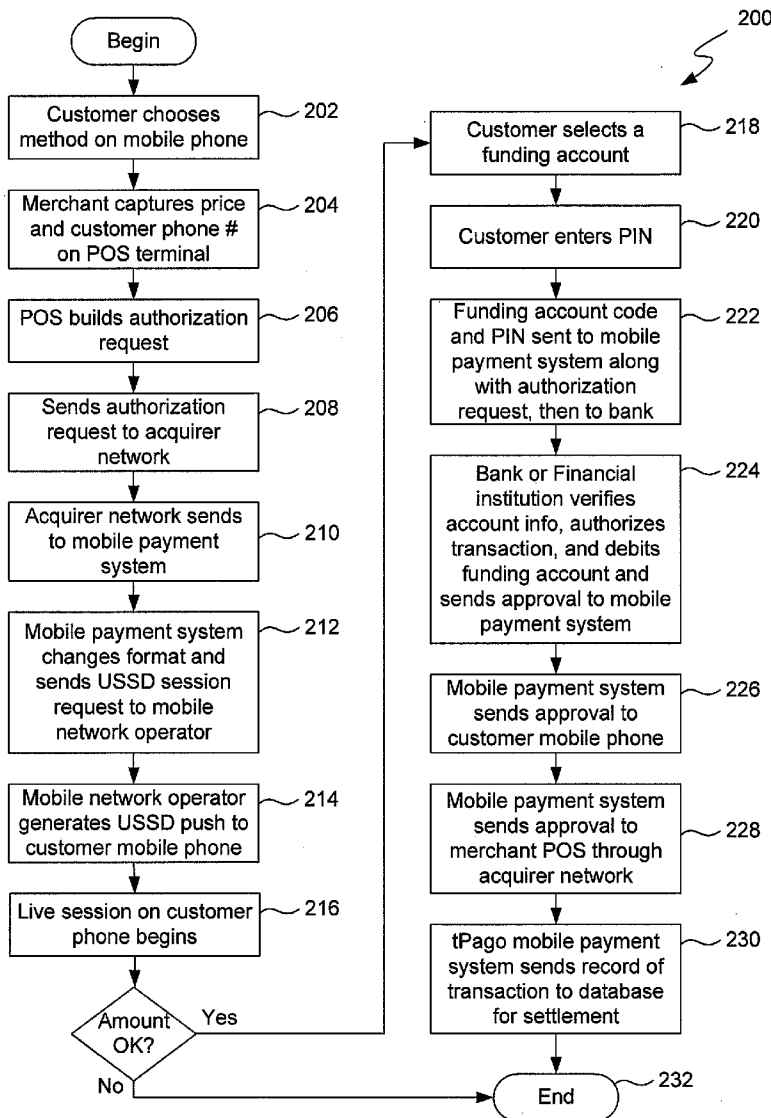 200
Begin
Customer chooses
method on mobile phone
202
Merchant captures price
and customer phone #
on POS terminal
204
POS builds authorization
request
206
Sends authorization
request to acquirer
network
208
Acquirer network sends
to mobile payment
system
210
Mobile payment system
changes format and
sends USSD session
request to mobile
network operator
212
Mobile network operator
generates USSD push to
customer mobile phone
214
Live session on customer
phone begins
216
Amount
OK?
Yes
No
Customer selects a
funding account
218
Customer enters PIN
220
Funding account code
and PIN sent to mobile
payment system along
with authorization
request, then to bank
222
Bank or Financial
institution verifies
account info, authorizes
transaction, and debits
funding account and
sends approval to mobile
payment system
224
Mobile payment system
sends approval to
customer mobile phone
226
Mobile payment system
sends approval to
merchant POS through
acquirer network
228
tPago mobile payment
system sends record of
transaction to database
for settlement
230
End
232